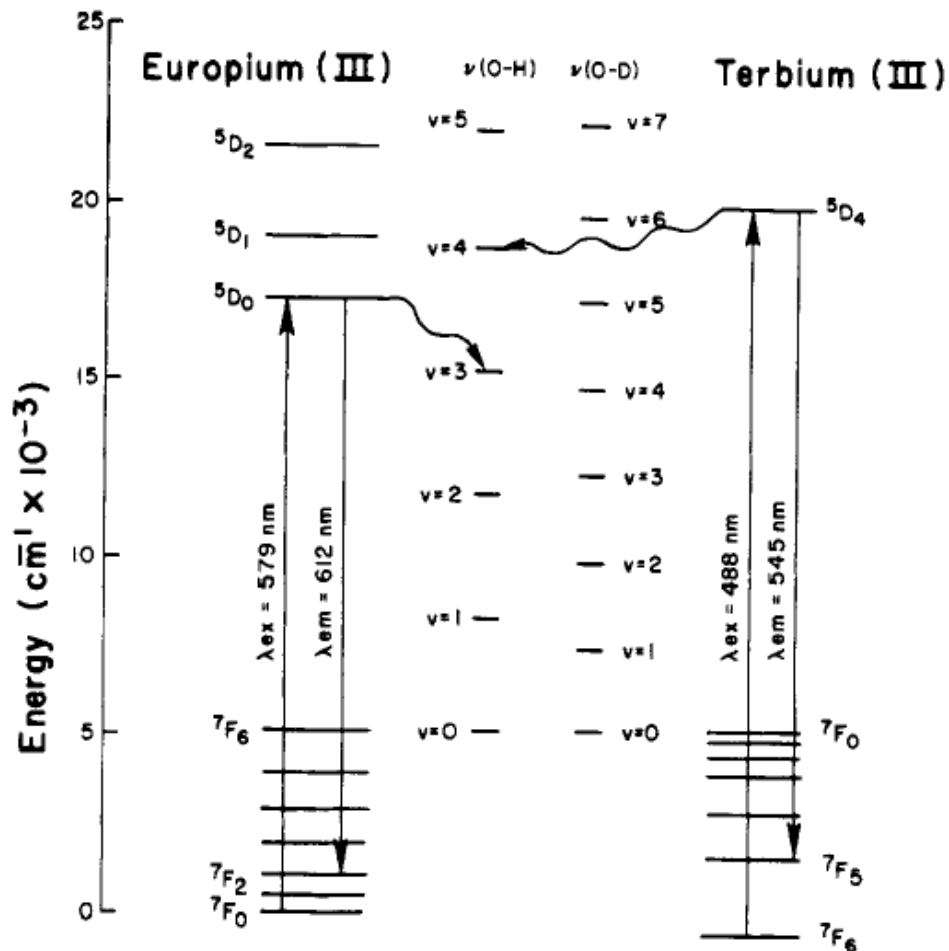 25
Europium (III)
ν(O-H)
ν(O-D)
Terbium (III)
v=5
v=7
⁵D₂
20
⁵D₁
v=4
v=6
⁵D₄
⁵D₀
v=5
15
v=3
v=4
v=2
v=3
10
v=2
v=1
v=1
λex = 579 nm
λem = 612 nm
λex = 488 nm
λem = 545 nm
5
⁷F₆
v=0
v=0
⁷F₀
⁷F₂
⁷F₅
0
⁷F₀
⁷F₆
Energy (cm̄¹ x 10⁻³)